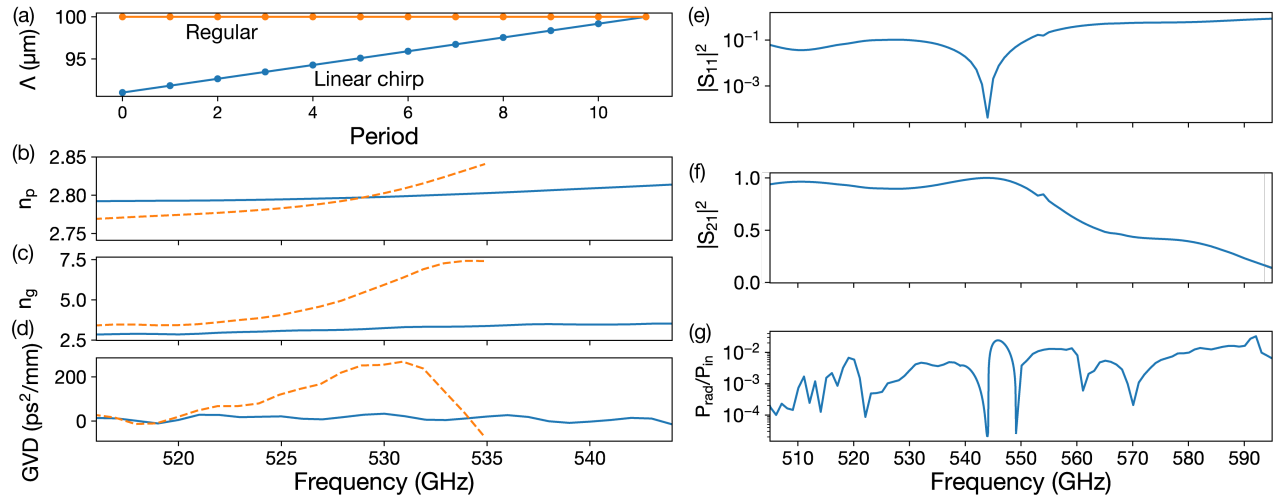 (a)
Λ (μm)
100
95
Regular
Linear chirp
0 2 4 6 8 10
Period
(b)
n_p
2.85
2.80
2.75
(c)
n_g
7.5
5.0
2.5
(d)
GVD (ps²/mm)
200
0
520 525 530 535 540
Frequency (GHz)
(e)
|S₁₁|²
10⁻¹
10⁻³
(f)
|S₂₁|²
1.0
0.5
0.0
(g)
P_rad/P_in
10⁻²
10⁻³
10⁻⁴
510 520 530 540 550 560 570 580 590
Frequency (GHz)